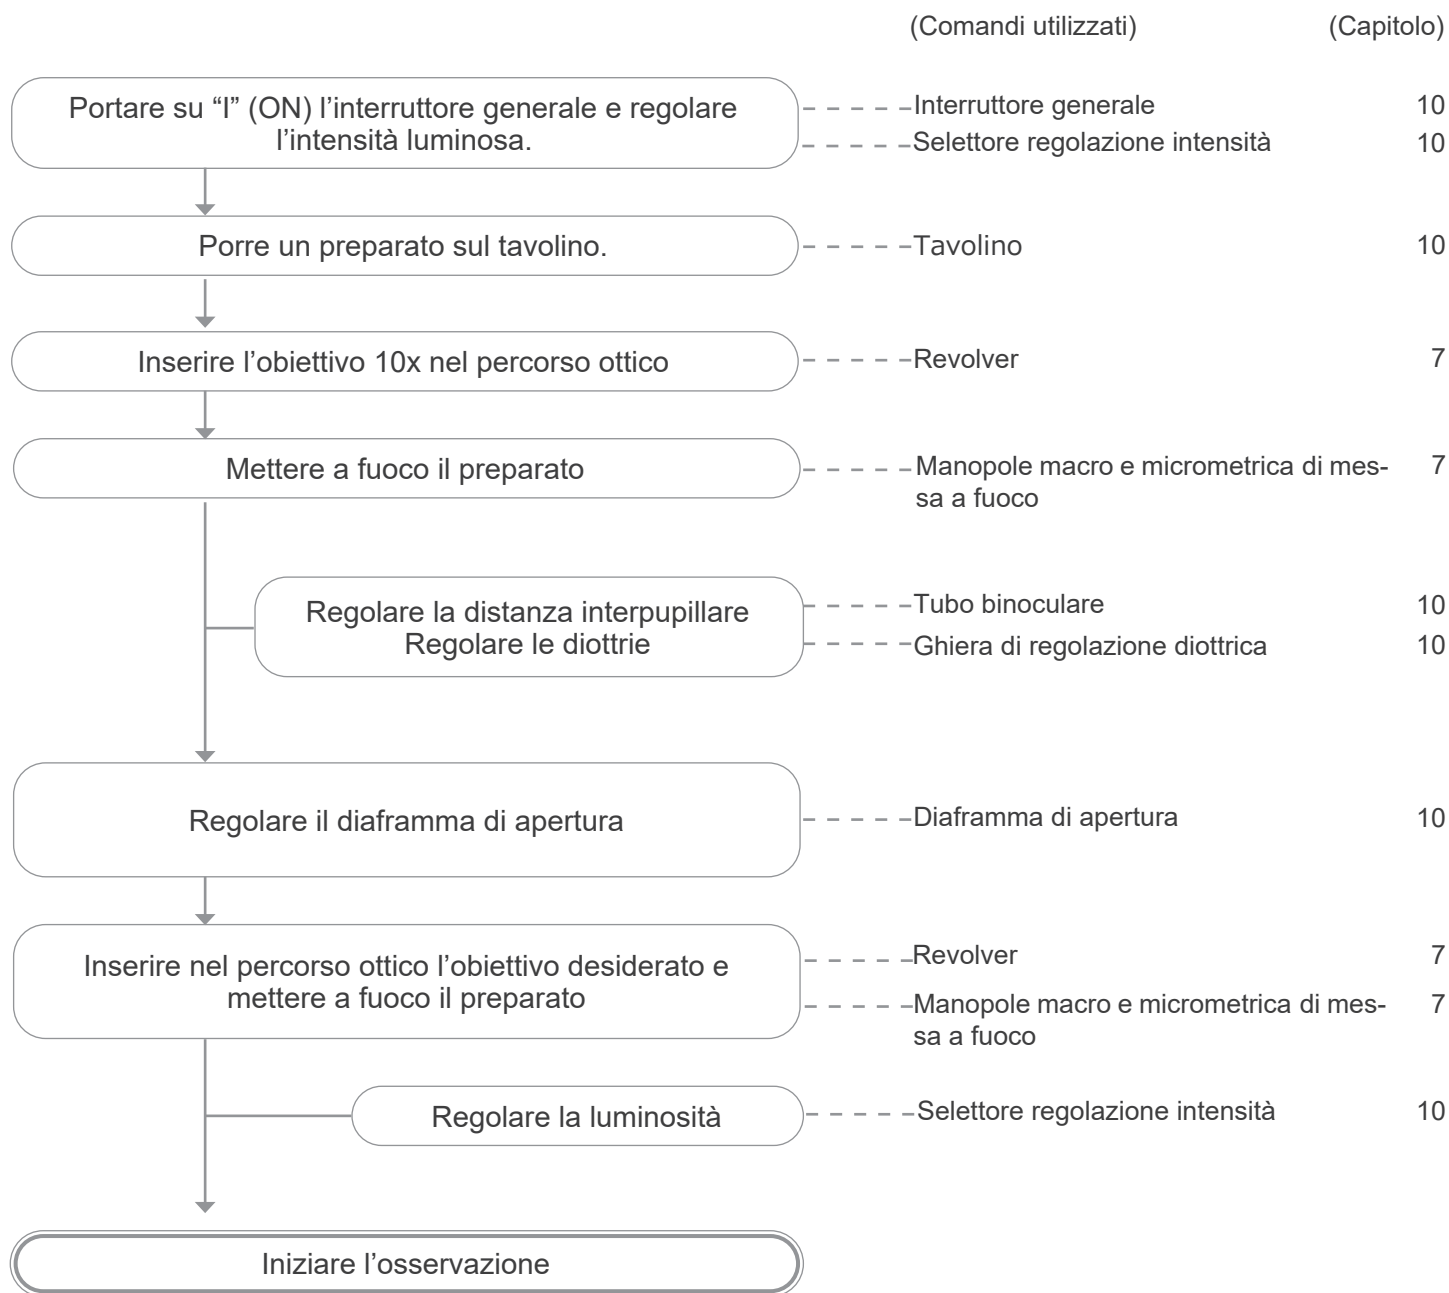 (Comandi utilizzati) (Capitolo)
Portare su “I” (ON) l’interruttore generale e regolare
l’intensità luminosa.
Interruttore generale 10
Selettore regolazione intensità 10
Porre un preparato sul tavolino.
Tavolino 10
Inserire l’obiettivo 10x nel percorso ottico
Revolver 7
Mettere a fuoco il preparato
Manopole macro e micrometrica di mes- 7
sa a fuoco
Regolare la distanza interpupillare
Regolare le diottrie
Tubo binoculare 10
Ghiera di regolazione diottrica 10
Regolare il diaframma di apertura
Diaframma di apertura 10
Inserire nel percorso ottico l’obiettivo desiderato e
mettere a fuoco il preparato
Revolver 7
Manopole macro e micrometrica di mes- 7
sa a fuoco
Regolare la luminosità
Selettore regolazione intensità 10
Iniziare l’osservazione